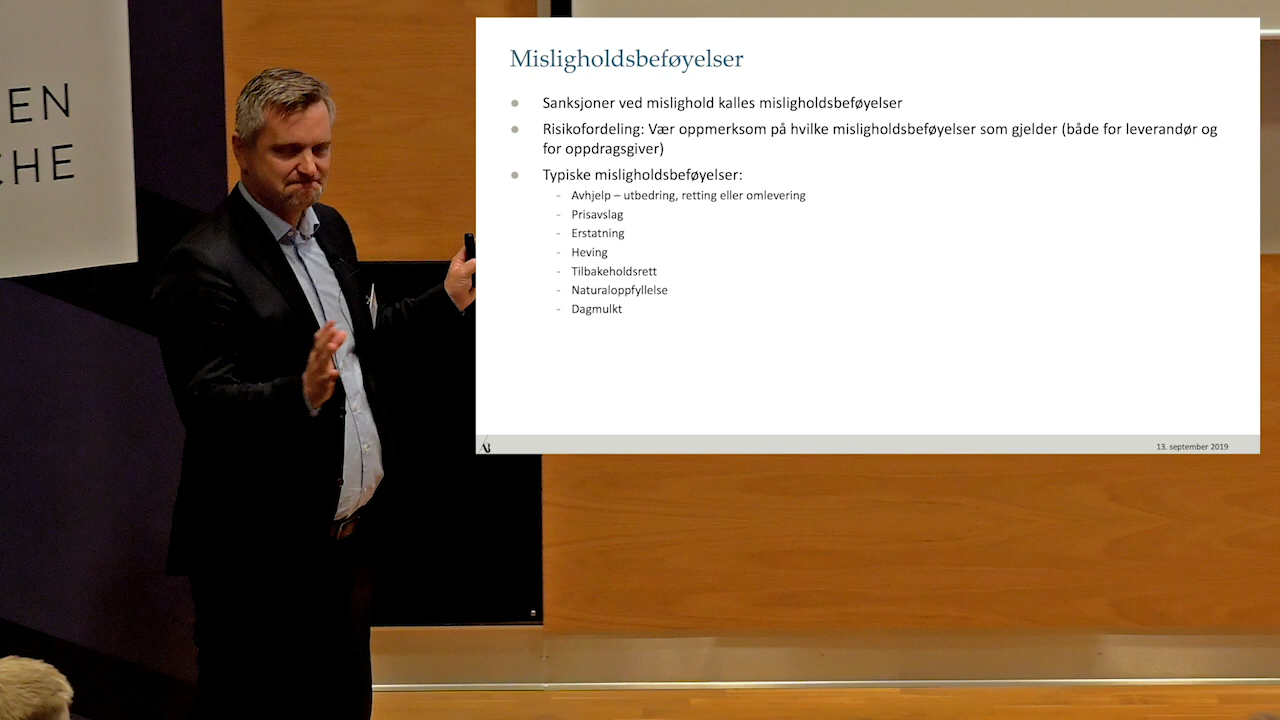 EN
CHE
Misligholdsbeføyelser
● Sanksjoner ved mislighold kalles misligholdsbeføyelser
● Risikofordeling: Vær oppmerksom på hvilke misligholdsbeføyelser som gjelder (både for leverandør og
for oppdragsgiver)
● Typiske misligholdsbeføyelser:
- Avhjelp – utbedring, retting eller omlevering
- Prisavslag
- Erstatning
- Heving
- Tilbakeholdsrett
- Naturaloppfyllelse
- Dagmulkt
AB
13. september 2019